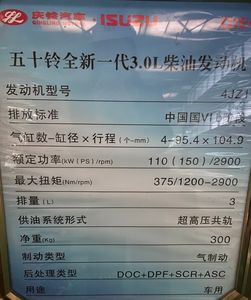 庆铃汽车 ISUZU
QINGLING
五十铃全新一代3.0L柴油发动机
发动机型号 4JZ1
排放标准 中国国VI
气缸数-缸径×行程(个-mm) 4-95.4×104.9
额定功率(kW(PS)/rpm) 110(150)/2900
最大扭矩(Nm/rpm) 375/1200-2900
排量(L) 3
供油系统形式 超高压共轨
净重(Kg) 300
制动类型 气制动
后处理类型 DOC+DPF+SCR+ASC
用途 车用